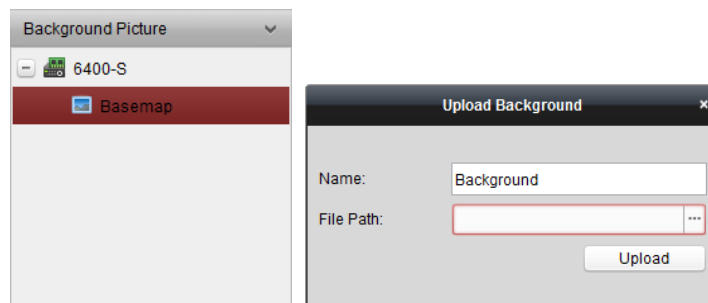 Background Picture
6400-S
Basemap
Upload Background
Name:
Background
File Path:
Upload